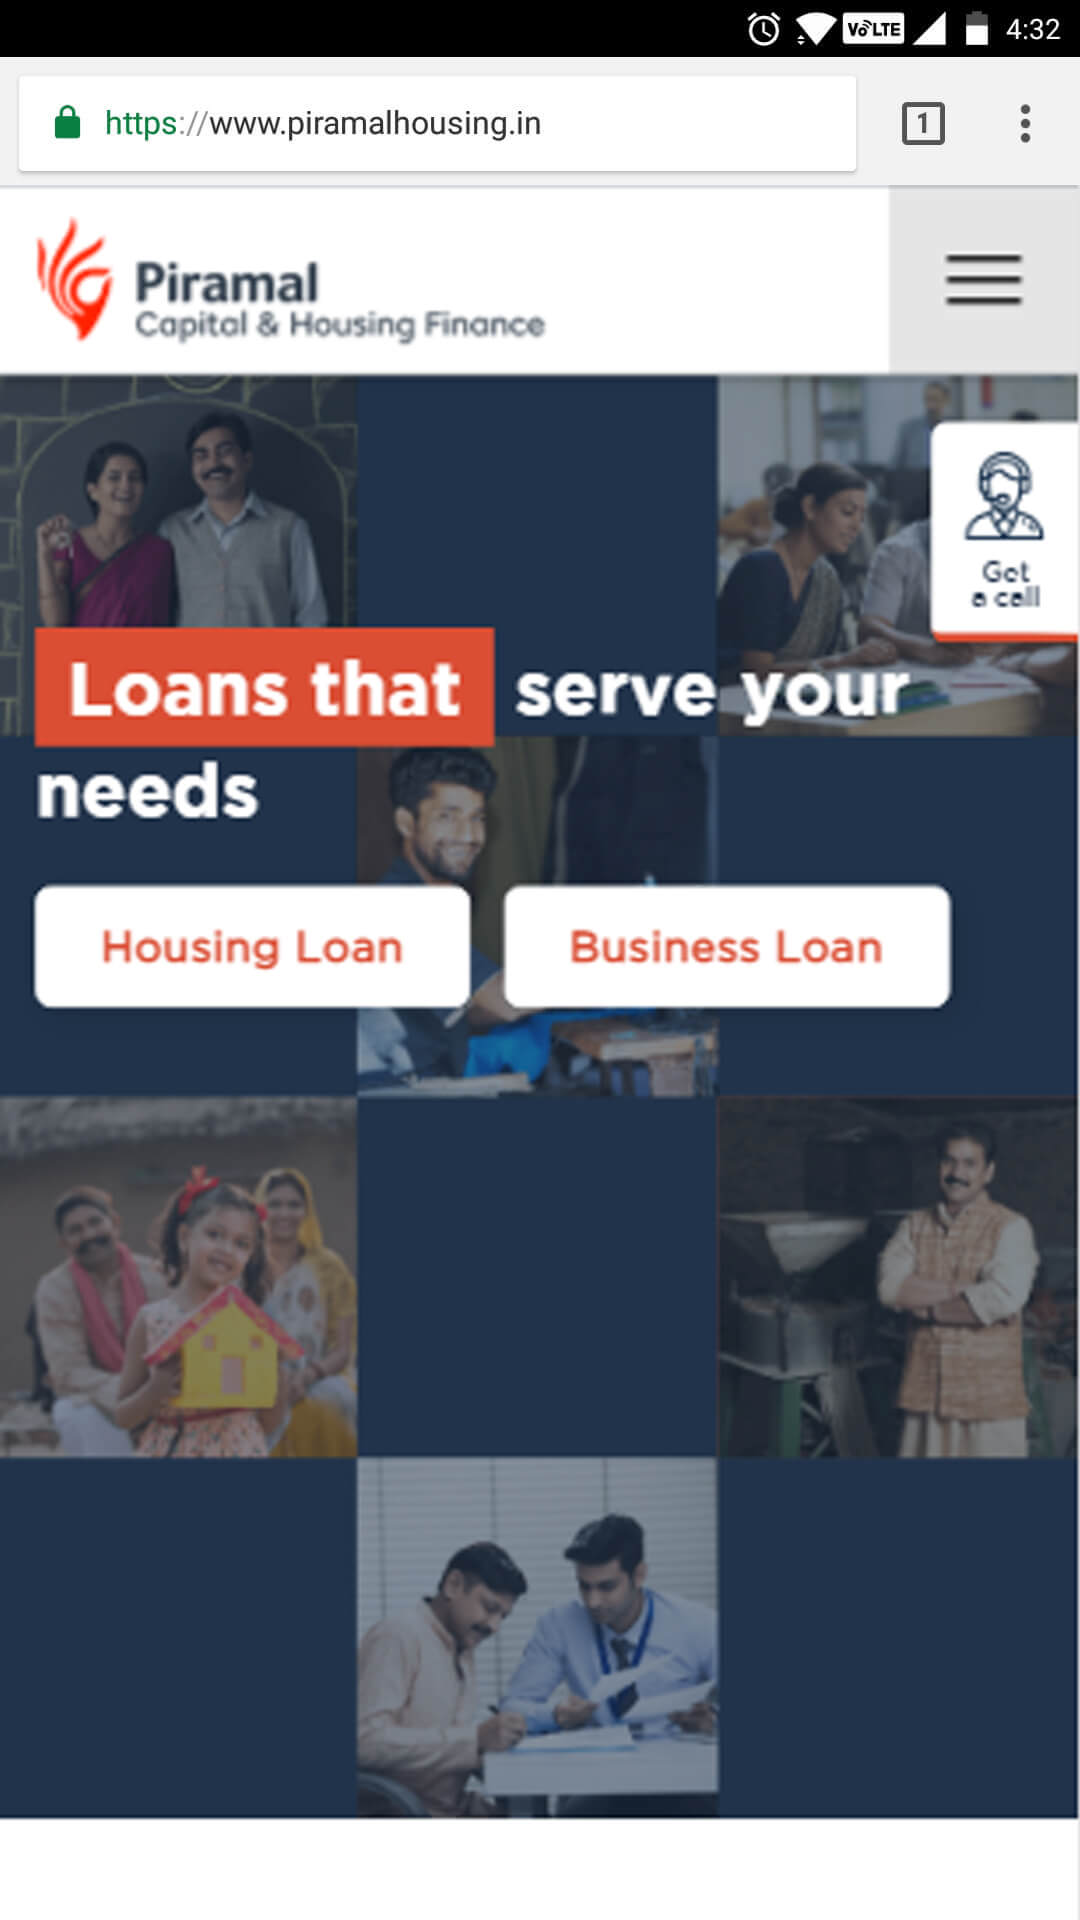 VoLTE 4:32
https://www.piramalhousing.in
1
Piramal
Capital & Housing Finance
Get
a call
Loans that serve your
needs
Housing Loan
Business Loan